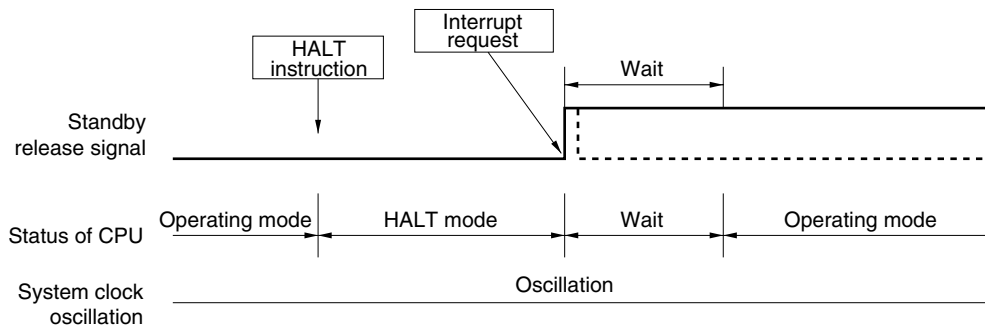 Interrupt
request
HALT
instruction
Wait
Standby
release signal
Operating mode
HALT mode
Wait
Operating mode
Status of CPU
Oscillation
System clock
oscillation